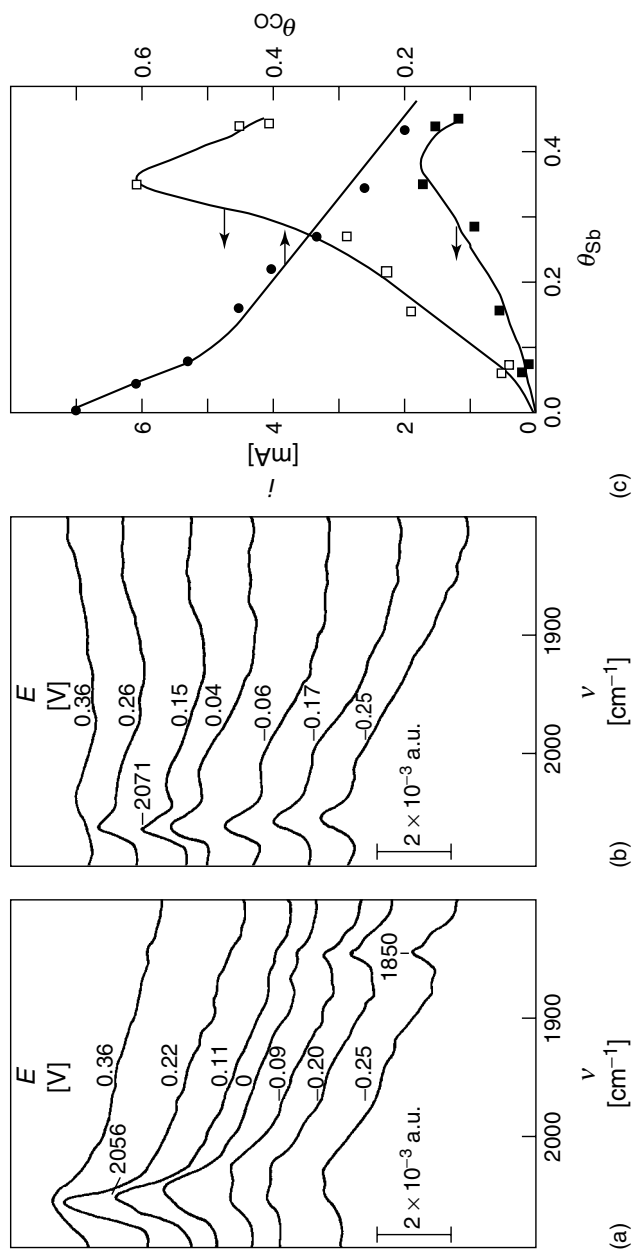 E
[V]
0.36
2056
0.22
0.11
0
−0.09
−0.20
−0.25
1850
2 × 10−3 a.u.
2000
1900
ν
[cm−1]
(a)
E
[V]
0.36
0.26
−2071
0.15
0.04
−0.06
−0.17
−0.25
2 × 10−3 a.u.
2000
1900
ν
[cm−1]
(b)
i
[mA]
6
4
2
0
0.0
0.2
0.4
θSb
0.6
0.4
0.2
θCO
(c)